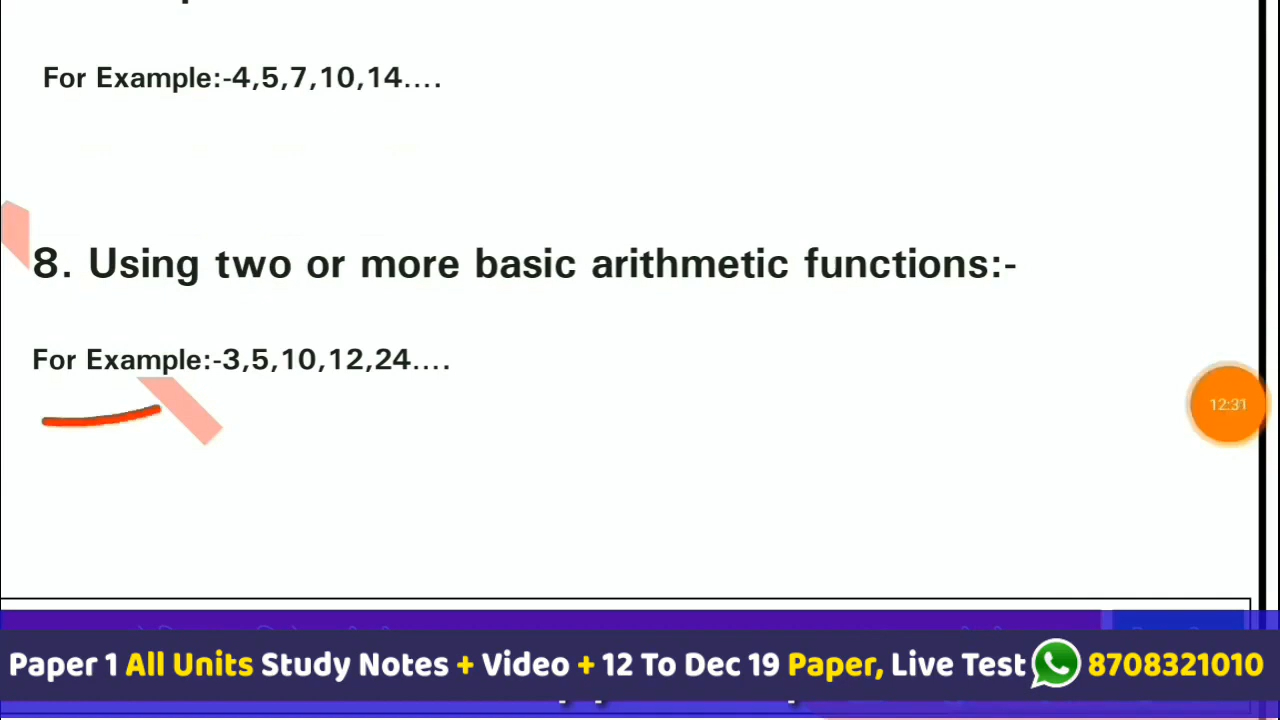 For Example:-4,5,7,10,14....
8. Using two or more basic arithmetic functions:-
For Example:-3,5,10,12,24....
12:31
Paper 1 All Units Study Notes + Video + 12 To Dec 19 Paper, Live Test 8708321010